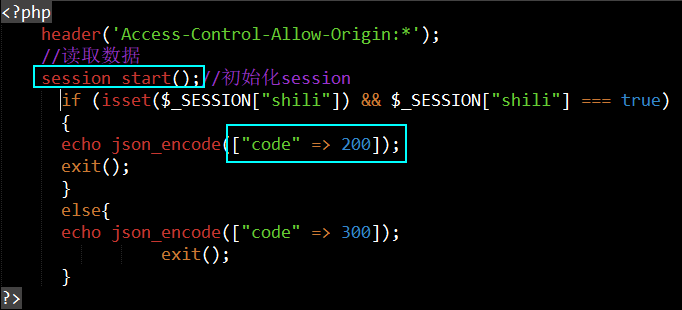 <?php
header('Access-Control-Allow-Origin:*');
//读取数据
session_start();//初始化session
if (isset($_SESSION["shili"]) && $_SESSION["shili"] === true)
{
echo json_encode(["code" => 200]);
exit();
}
else{
echo json_encode(["code" => 300]);
exit();
}
?>